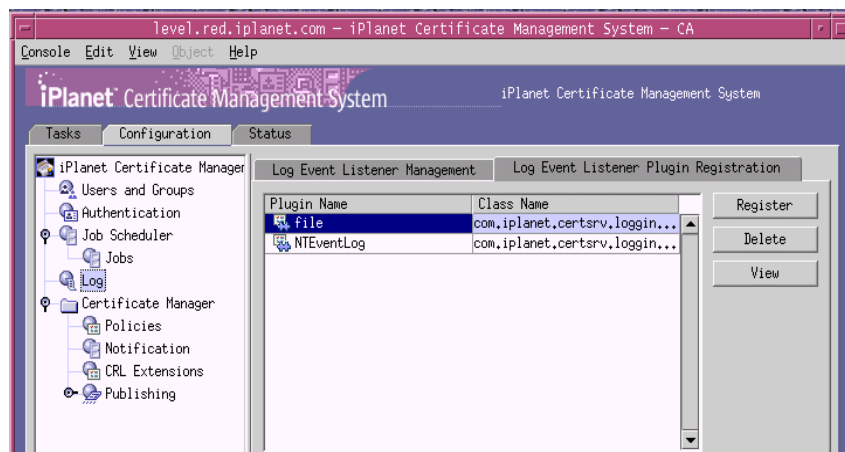 level.red.iplanet.com – iPlanet Certificate Management System – CA
Console Edit View Object Help
iPlanet Certificate Management System
iPlanet Certificate Management System
Tasks Configuration Status
iPlanet Certificate Manager
Users and Groups
Authentication
Job Scheduler
Jobs
Log
Certificate Manager
Policies
Notification
CRL Extensions
Publishing
Log Event Listener Management Log Event Listener Plugin Registration
Plugin Name Class Name
file com.iplanet.certsrv.loggin...
NTEventLog com.iplanet.certsrv.loggin...
Register
Delete
View